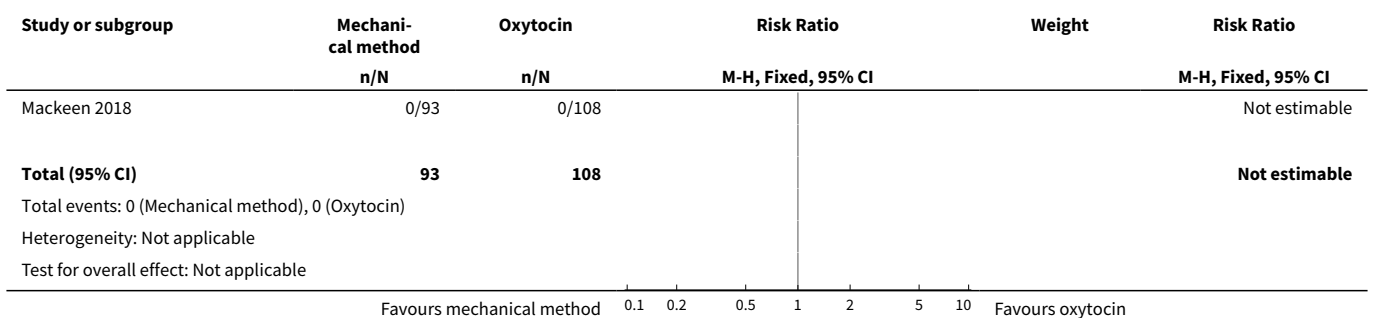 Study or subgroup Mechani- Oxytocin Risk Ratio Weight Risk Ratio
cal method
n/N n/N M-H, Fixed, 95% CI M-H, Fixed, 95% CI
Mackeen 2018 0/93 0/108 Not estimable
Total (95% CI) 93 108 Not estimable
Total events: 0 (Mechanical method), 0 (Oxytocin)
Heterogeneity: Not applicable
Test for overall effect: Not applicable
Favours mechanical method 0.1 0.2 0.5 1 2 5 10 Favours oxytocin